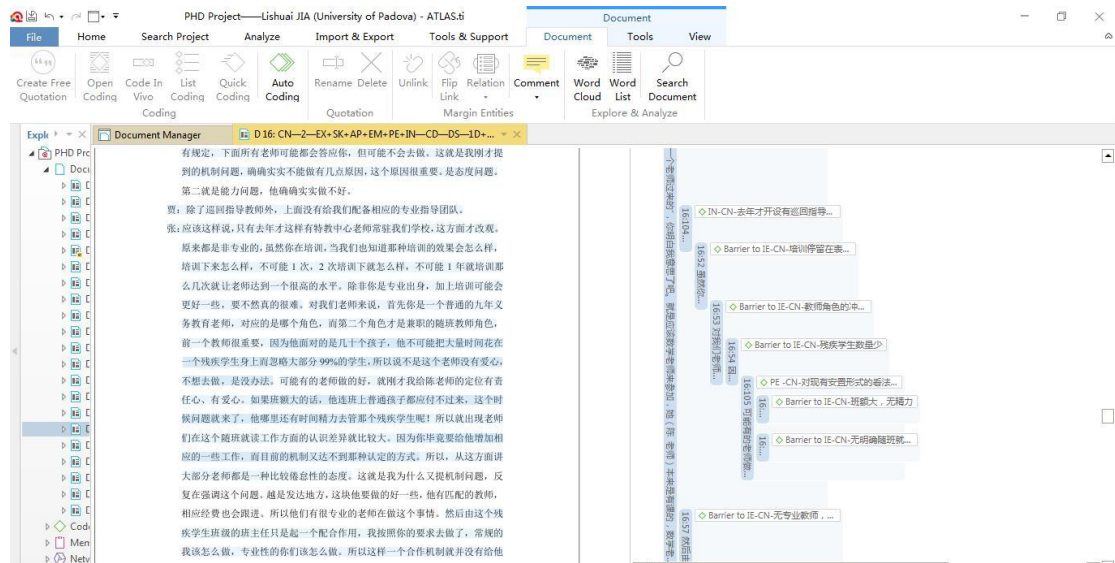 PHD Project——Lishuai JIA (University of Padova) - ATLAS.ti
Document
File Home Search Project Analyze Import & Export Tools & Support Document Tools View
Create Free Quotation
Open Coding
Code In Vivo
List Coding
Quick Coding
Auto Coding
Rename Delete
Unlink
Flip Link
Relation
Comment
Word Cloud
Word List
Search Document
Coding
Quotation
Margin Entities
Explore & Analyze
Document Manager
D 16: CN—2—EX+SK+AP+EM+PE+IN—CD—DS—1D+...
PHD Prc
Docu
Code
Men
Netv
有规定，下面所有老师可能都会答应你，但可能不会去做。这就是我刚才提
到的机制问题，确确实实不能做有几点原因，这个原因很重要。是态度问题。
第二就是能力问题，他确确实实做不好。
贾：除了巡回指导教师外，上面没有给我们配备相应的专业指导团队。
张：应该这样说，只有去年才这样有特教中心老师常驻我们学校，这方面才改观。
原来都是非专业的，虽然你在培训，当我们也知道那种培训的效果会怎么样，
培训下来怎么样，不可能 1 次，2 次培训下就怎么样，不可能 1 年就培训那
么几次就让老师达到一个很高的水平。除非你是专业出身，加上培训可能会
更好一些，要不然真的很难。对我们老师来说，首先你是一个普通的九年义
务教育老师，对应的是哪个角色，而第二个角色才是兼职的随班教师角色，
前一个教师很重要，因为他面对的是几十个孩子，他不可能把大量时间花在
一个残疾学生身上而忽略大部分 99%的学生，所以说不是这个老师没有爱心，
不想去做，是没办法。可能有的老师做的好，就刚才我给陈老师的定位有责
任心、有爱心。如果班额大的话，他连班上普通孩子都应付不过来，这个时
候问题就来了，他哪里还有时间精力去管那个残疾学生呢！所以就出现老师
们在这个随班就读工作方面的认识差异就比较大。因为你毕竟要给他增加相
应的一些工作，而目前的机制又达不到那种认定的方式。所以，从这方面讲
大部分老师都是一种比较倦怠性的态度。这就是我为什么又提机制问题，反
复在强调这个问题。越是发达地方，这块他要做的好一些，他有匹配的教师，
相应经费也会跟进。所以他们有很专业的老师在做这个事情。然后由这个残
疾学生班级的班主任只是起一个配合作用，我按照你的要求去做了，常规的
我该怎么做，专业性的你们该怎么做。所以这样一个合作机制就并没有给他
IN-CN-去年才开设有巡回指导...
16:104...
Barrier to IE-CN-培训停留在表...
16:52 虽然你...
Barrier to IE-CN-教师角色的冲...
16:53 对我们老师...
Barrier to IE-CN-残疾学生数量少
16:54 因...
PE -CN-对现有安置形式的看法...
16:105 可能有的老师做...
Barrier to IE-CN-班额大，无精力
16:...
Barrier to IE-CN-无明确随班就...
16:...
Barrier to IE-CN-无专业教师，...
16:57 然后由